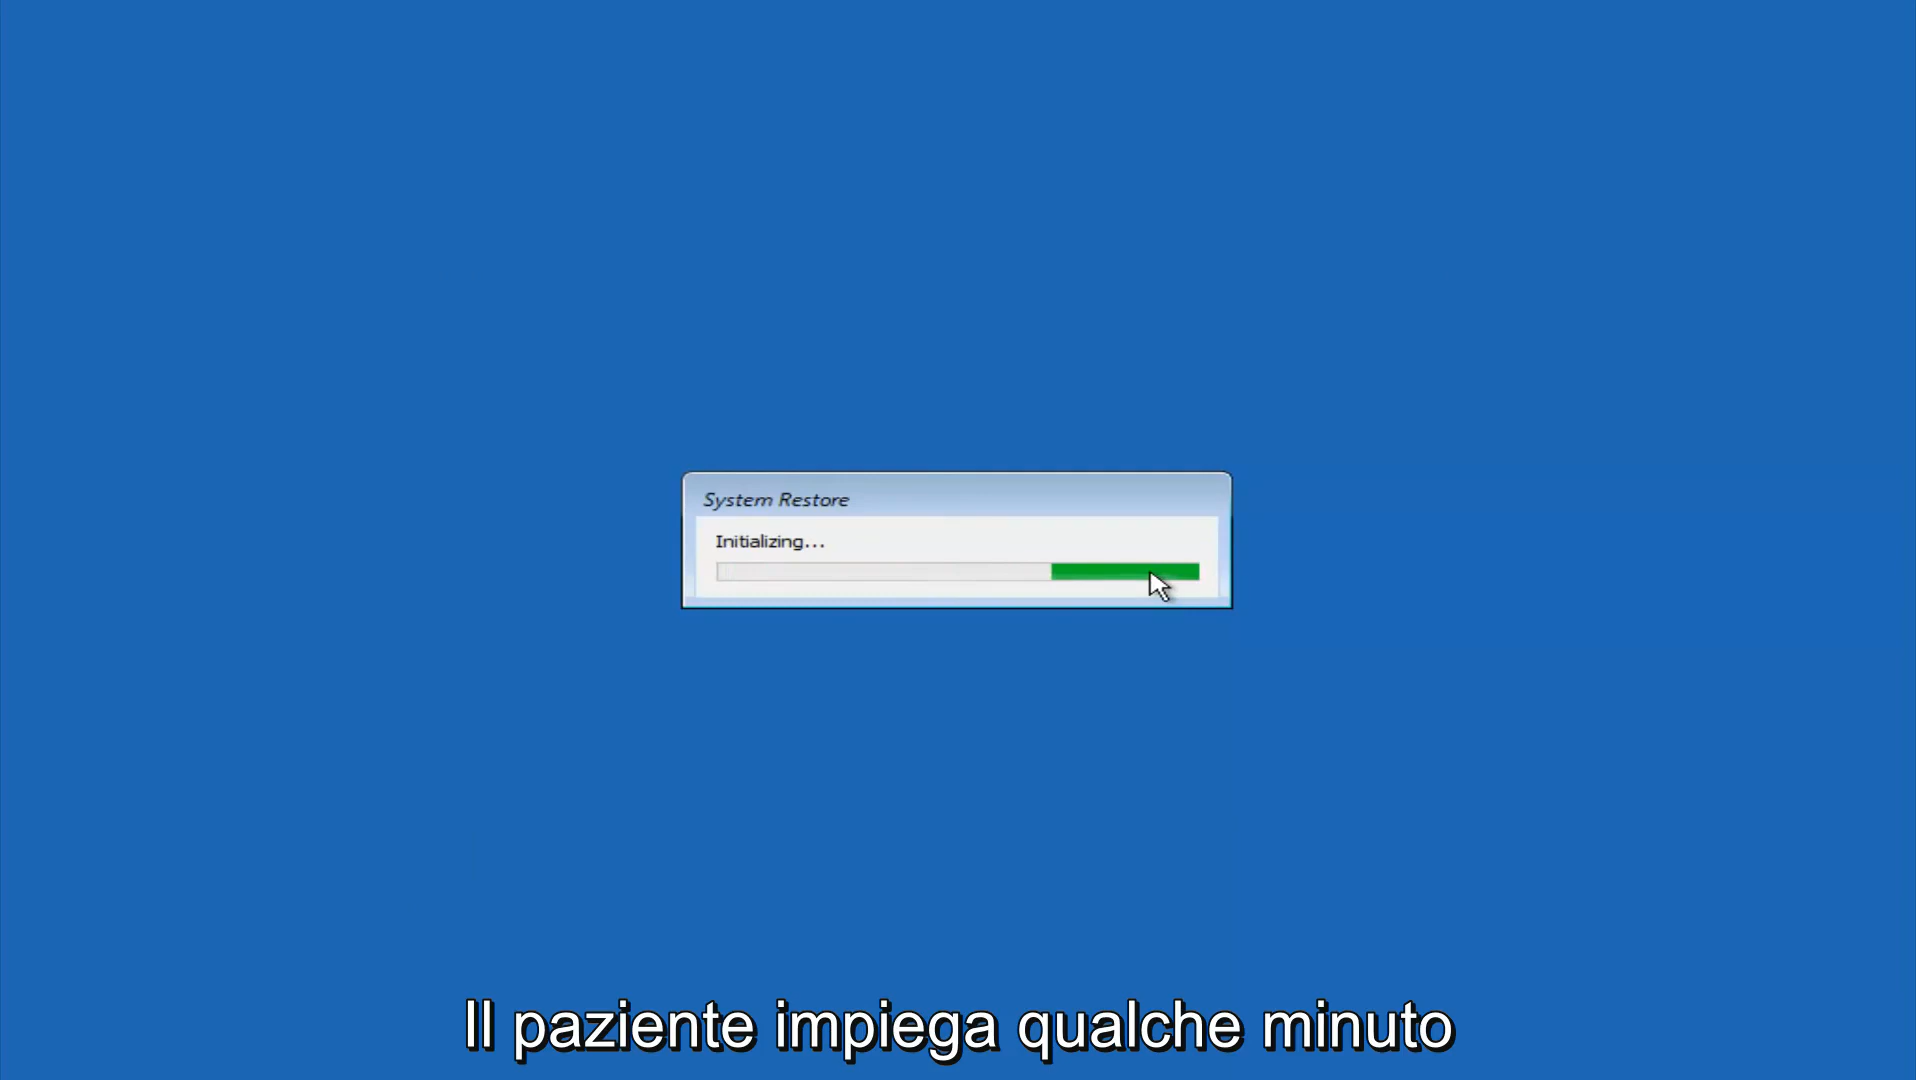 System Restore
Initializing...
Il paziente impiega qualche minuto